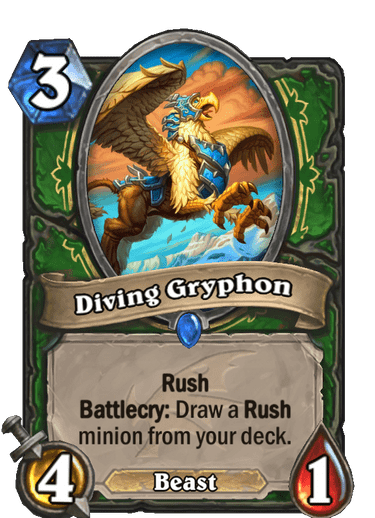 3
Diving Gryphon
Rush
Battlecry: Draw a Rush
minion from your deck.
4
Beast
1